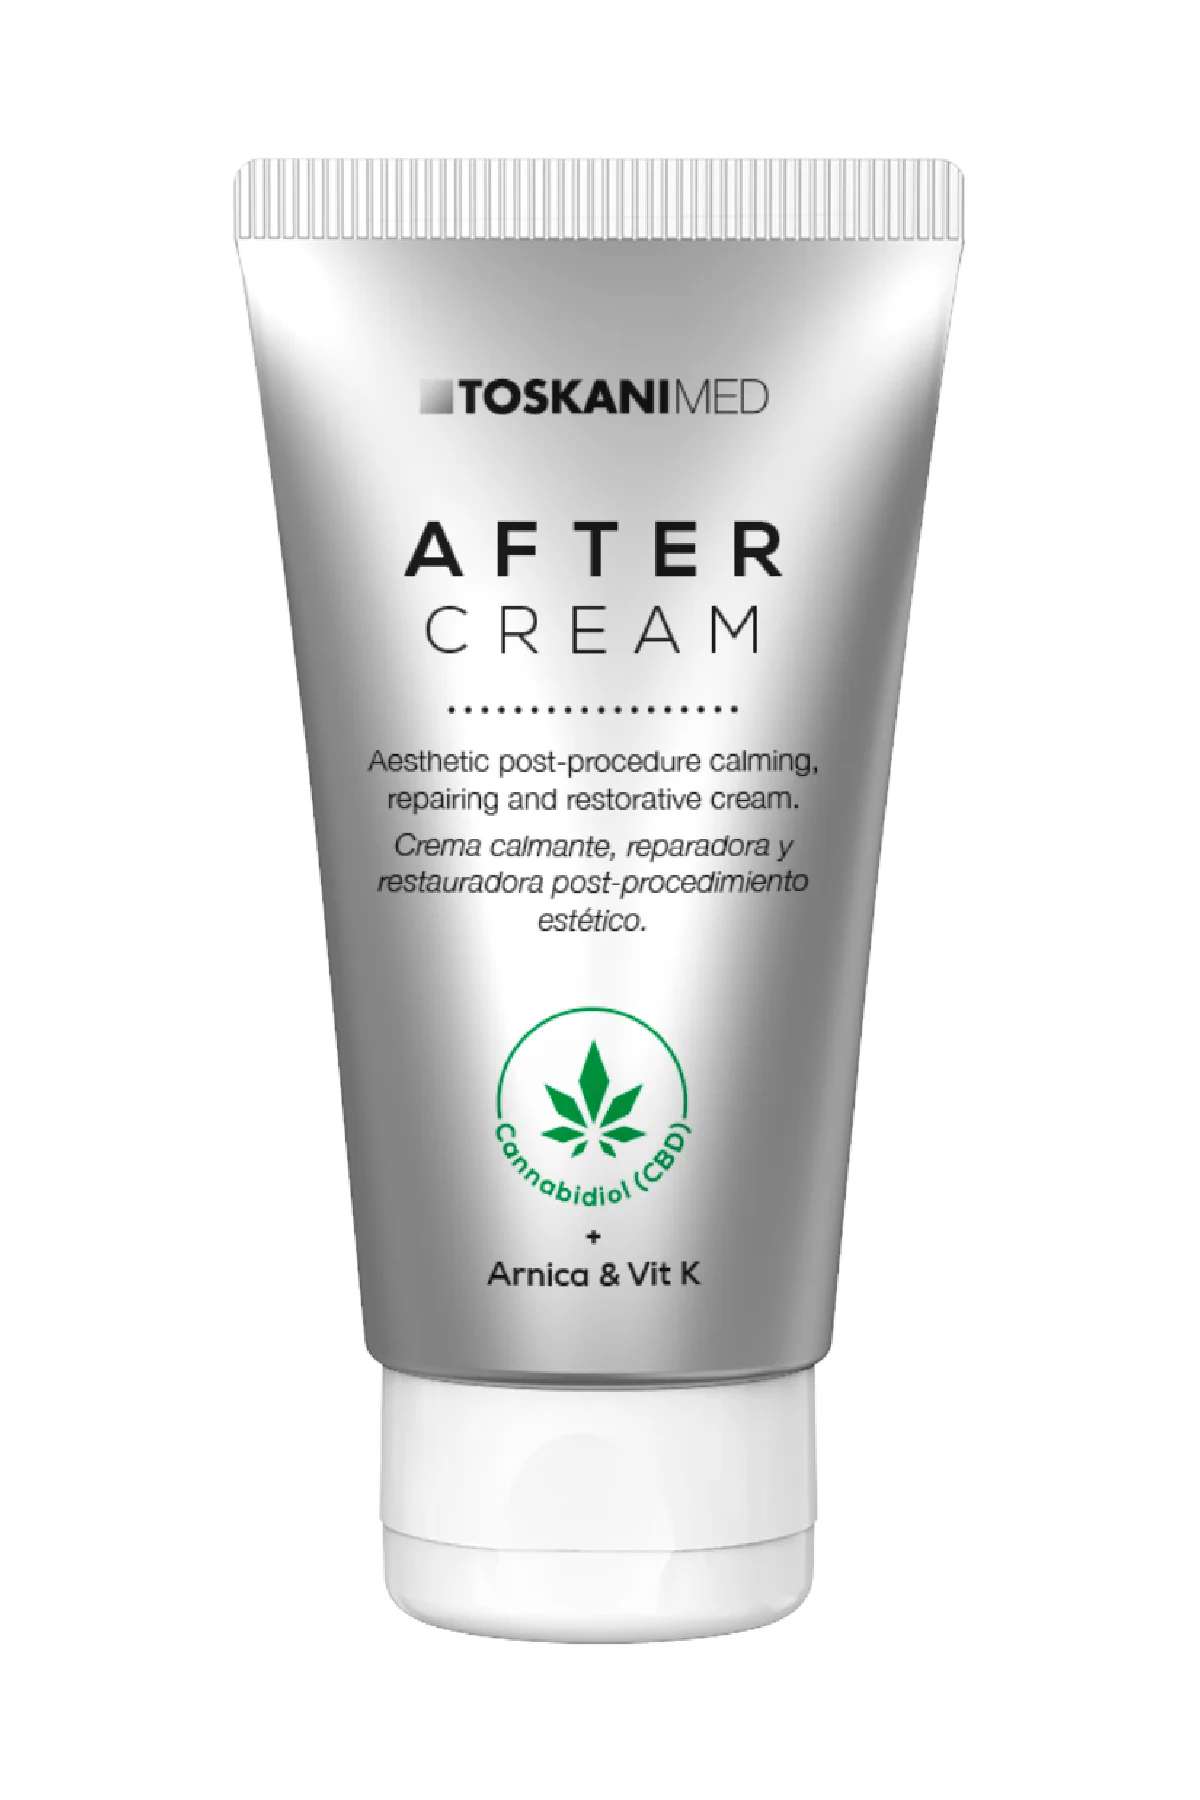 TOSKANIMED
AFTER
CREAM
Aesthetic post-procedure calming,
repairing and restorative cream.
Crema calmante, reparadora y
restauradora post-procedimiento
estético.
Cannabidiol (CBD)
+
Arnica & Vit K